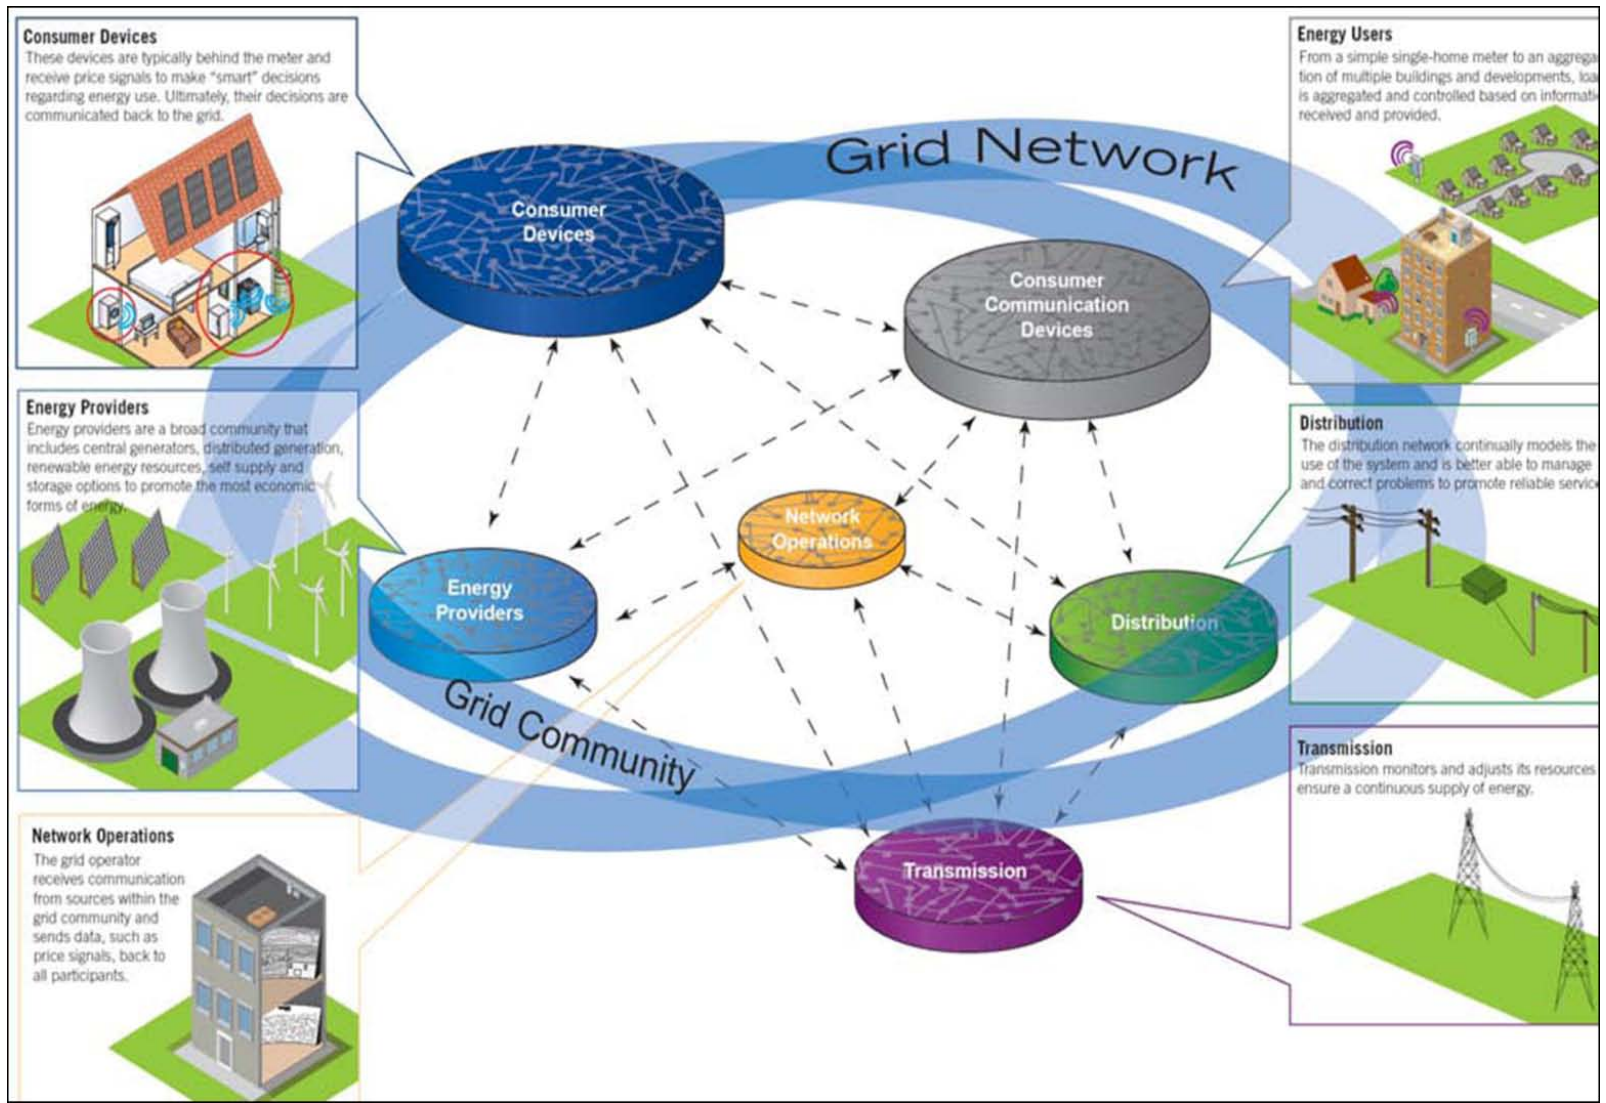 Consumer Devices
These devices are typically behind the meter and
receive price signals to make "smart" decisions
regarding energy use. Ultimately, their decisions are
communicated back to the grid.
Energy Users
From a simple single-home meter to an
tion of multiple buildings and developments,
is aggregated and controlled based on
received and provided.
Grid Network
Consumer
Devices
Consumer
Communication
Devices
Energy Providers
Energy providers are a broad community that
includes central generators, distributed generation,
renewable energy resources, self supply and
storage options to promote the most economic
forms of energy.
Distribution
The distribution network continually models the
use of the system and is better able to manage
and correct problems to promote reliable
Network
Operations
Energy
Providers
Distribution
Grid Community
Transmission
Transmission monitors and adjusts its resources
ensure a continuous supply of energy.
Transmission
Network Operations
The grid operator
receives communication
from sources within the
grid community and
sends data, such as
price signals, back to
all participants.